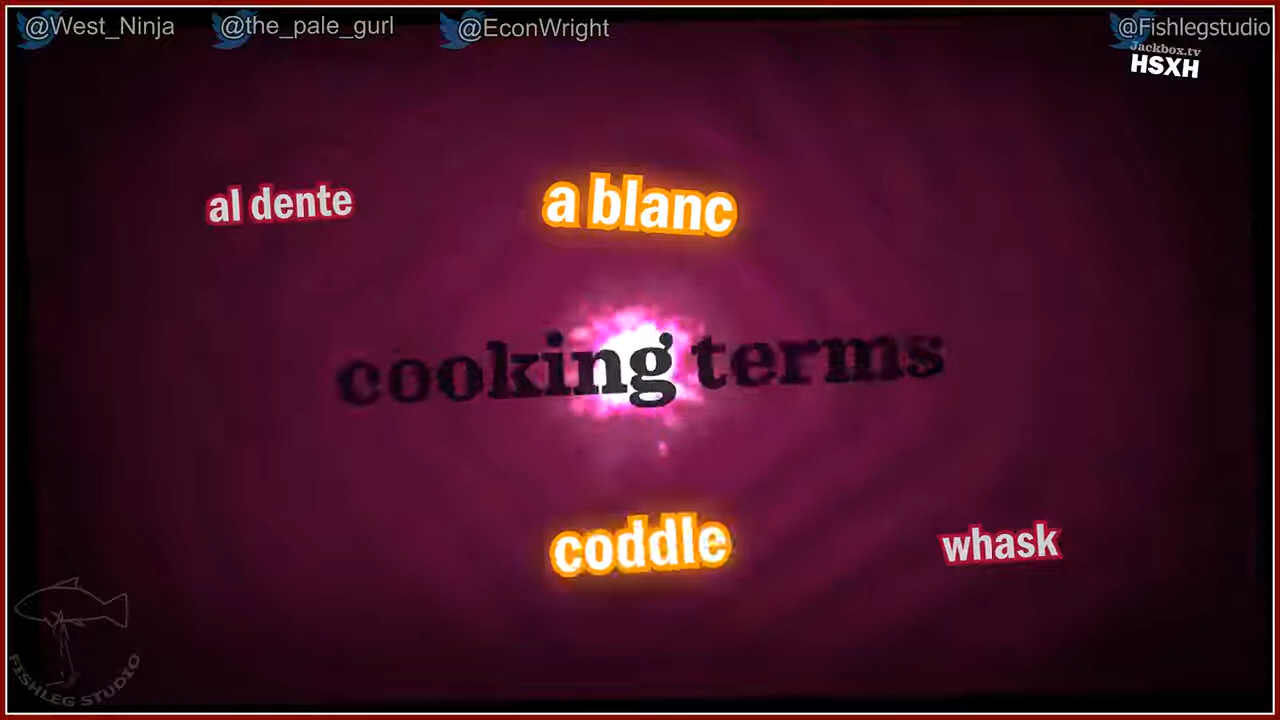 @West_Ninja @the_pale_gurl @EconWright @Fishlegstudio
Jackbox.tv
HSXH
al dente a blanc
cooking terms
coddle whask
FISHLEG STUDIO